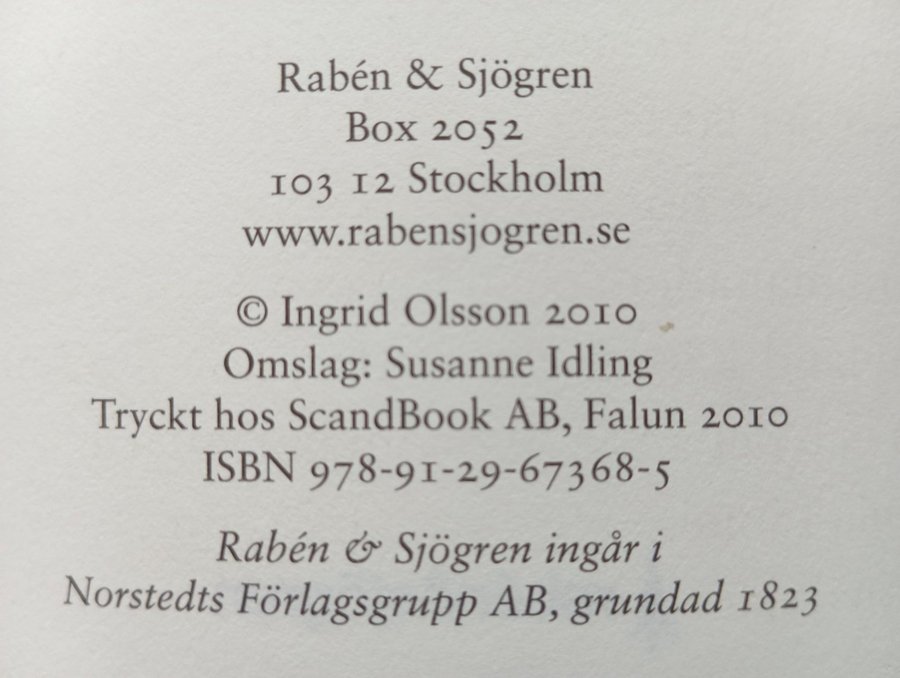 Rabén & Sjögren
Box 2052
103 12 Stockholm
www.rabensjogren.se
© Ingrid Olsson 2010
Omslag: Susanne Idling
Tryckt hos ScandBook AB, Falun 2010
ISBN 978-91-29-67368-5
Rabén & Sjögren ingår i
Norstedts Förlagsgrupp AB, grundad 1823